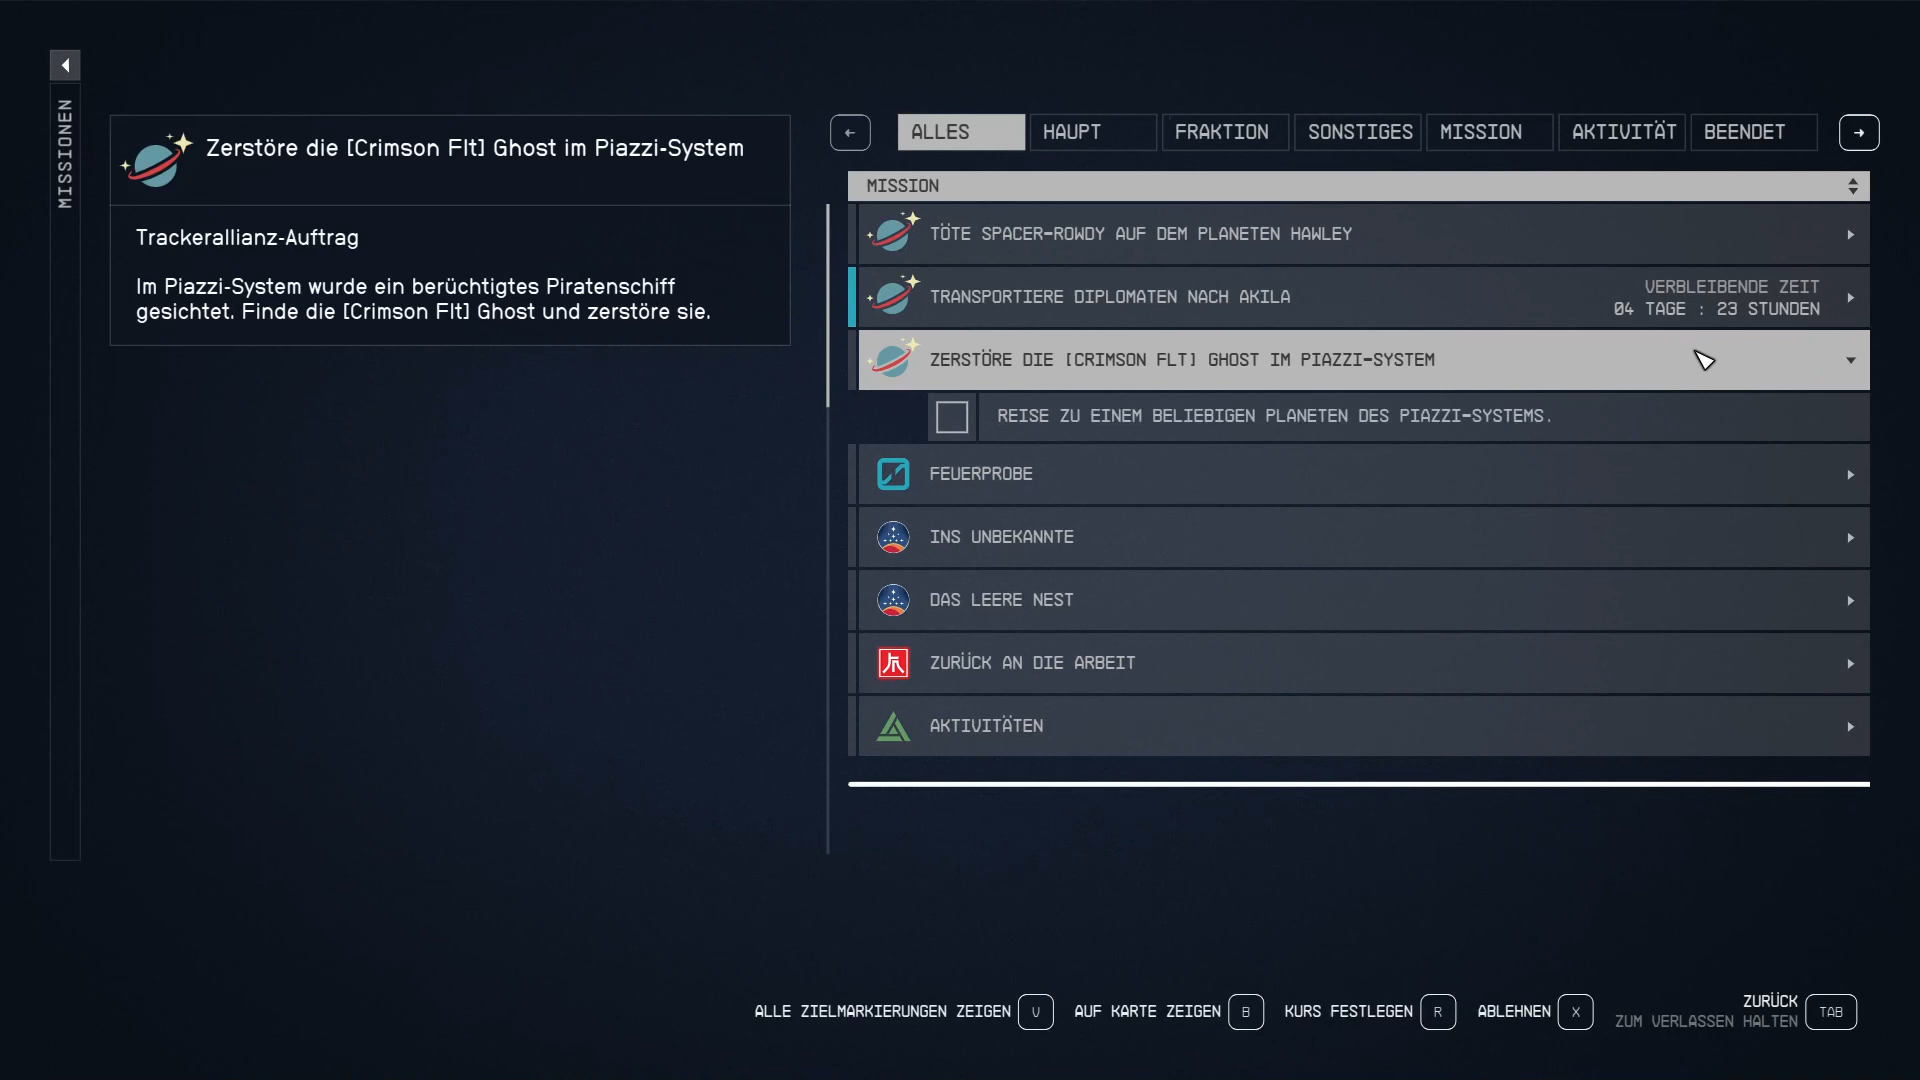 MISSIONEN
Zerstöre die [Crimson Flt] Ghost im Piazzi-System
Trackerallianz-Auftrag
Im Piazzi-System wurde ein berüchtigtes Piratenschiff
gesichtet. Finde die [Crimson Flt] Ghost und zerstöre sie.
ALLES
HAUPT
FRAKTION
SONSTIGES
MISSION
AKTIVITÄT
BEENDET
MISSION
TÖTE SPACER-ROWDY AUF DEM PLANETEN HAWLEY
TRANSPORTIERE DIPLOMATEN NACH AKILA
VERBLEIBENDE ZEIT
04 TAGE : 23 STUNDEN
ZERSTÖRE DIE [CRIMSON FLT] GHOST IM PIAZZI-SYSTEM
REISE ZU EINEM BELIEBIGEN PLANETEN DES PIAZZI-SYSTEMS.
FEUERPROBE
INS UNBEKANNTE
DAS LEERE NEST
ZURÜCK AN DIE ARBEIT
AKTIVITÄTEN
ALLE ZIELMARKIERUNGEN ZEIGEN V
AUF KARTE ZEIGEN B
KURS FESTLEGEN R
ABLEHNEN X
ZURÜCK
ZUM VERLASSEN HALTEN TAB